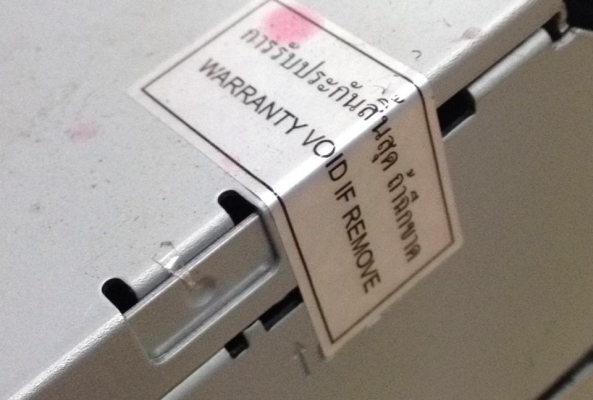 การรับประกันสิ้นสุด ถ้าฉีกขาด
WARRANTY VOID IF REMOVE